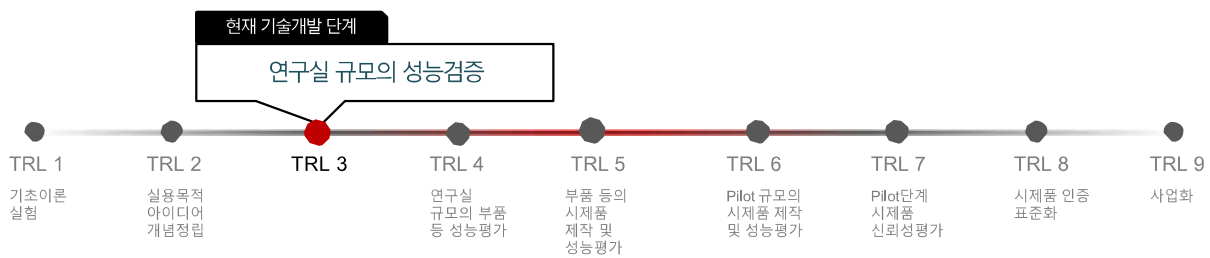 현재 기술개발 단계
연구실 규모의 성능검증
TRL 1
기초이론
실험
TRL 2
실용목적
아이디어
개념정립
TRL 3
TRL 4
연구실
규모의 부품
등 성능평가
TRL 5
부품 등의
시제품
제작 및
성능평가
TRL 6
Pilot 규모의
시제품 제작
및 성능평가
TRL 7
Pilot단계
시제품
신뢰성평가
TRL 8
시제품 인증
표준화
TRL 9
사업화